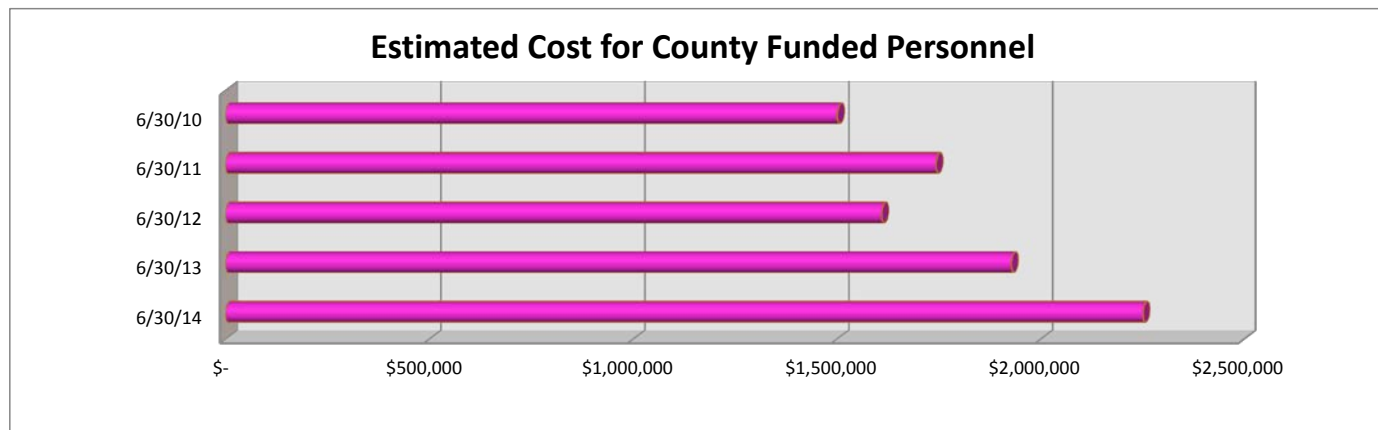 Estimated Cost for County Funded Personnel
6/30/10
6/30/11
6/30/12
6/30/13
6/30/14
$- $500,000 $1,000,000 $1,500,000 $2,000,000 $2,500,000